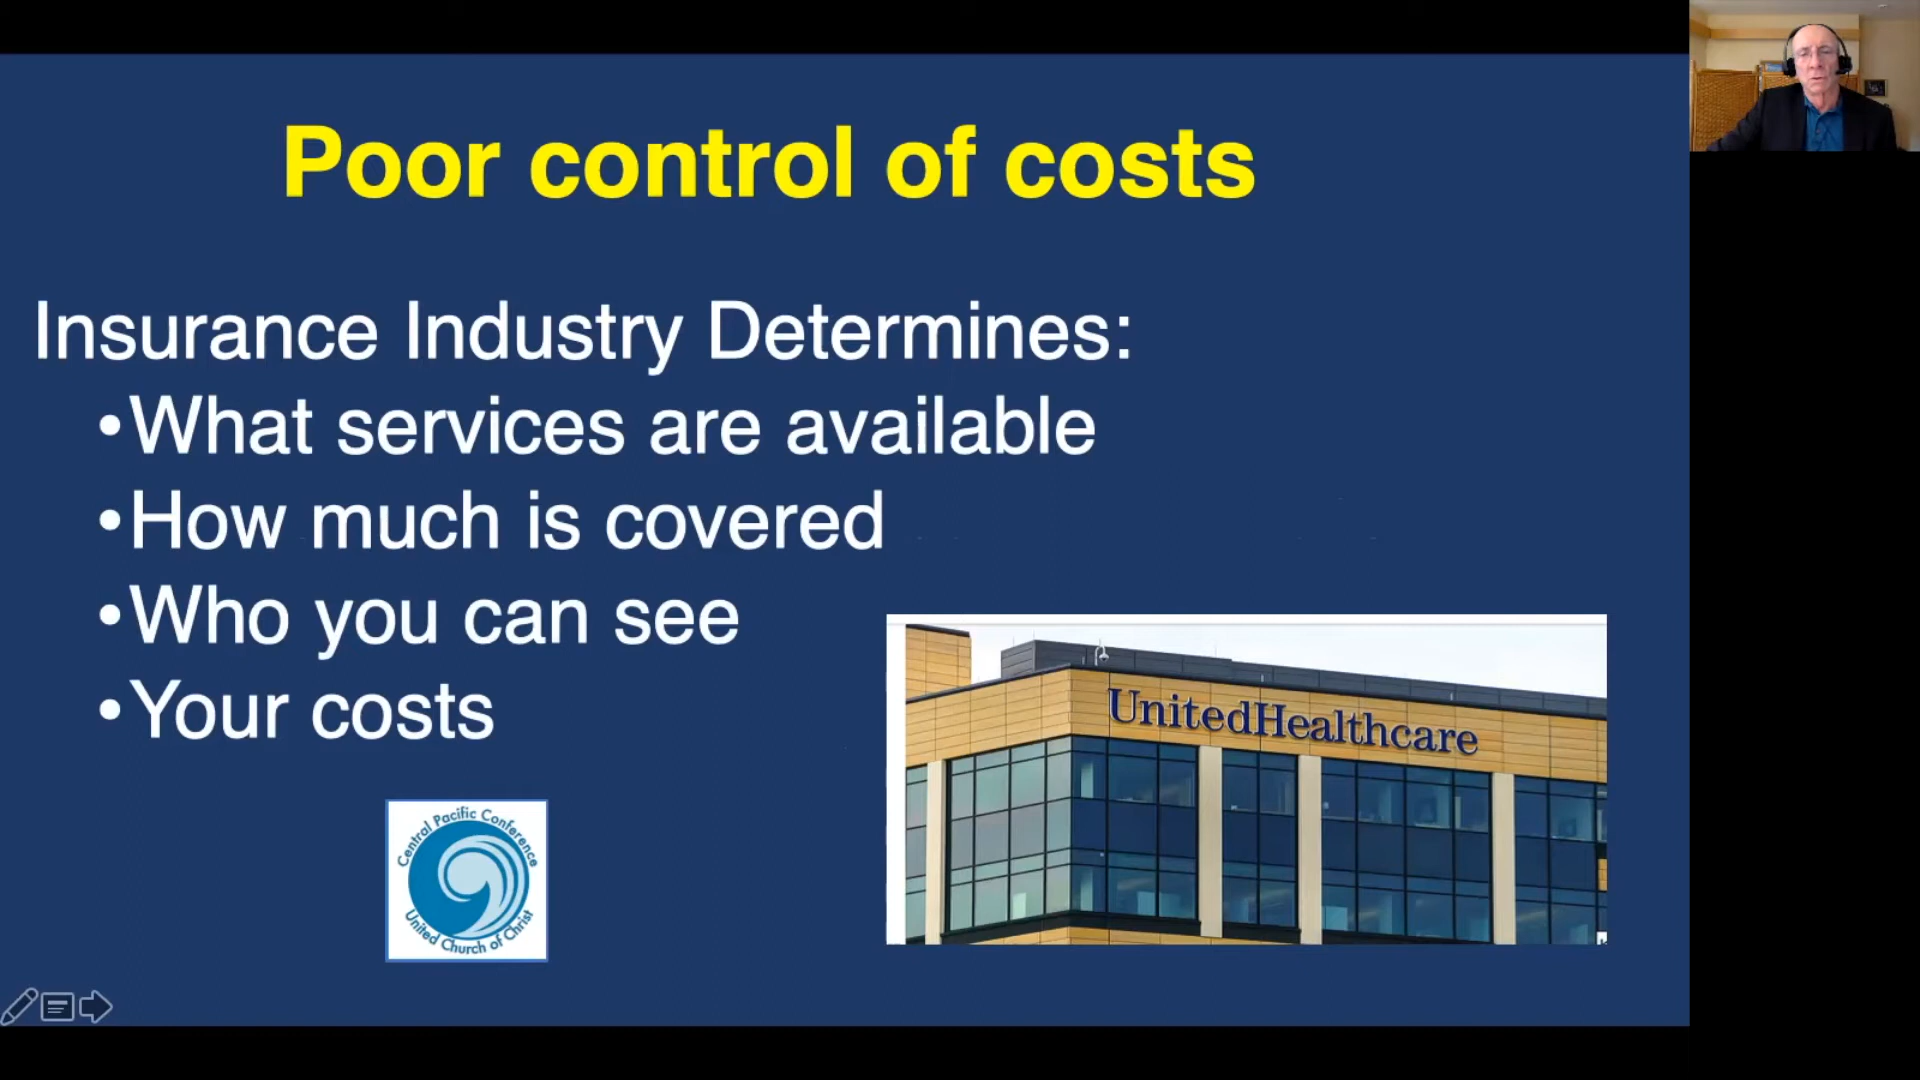 Poor control of costs
Insurance Industry Determines:
•What services are available
•How much is covered
•Who you can see
•Your costs
UnitedHealthcare
Central Pacific Conference
United Church of Christ